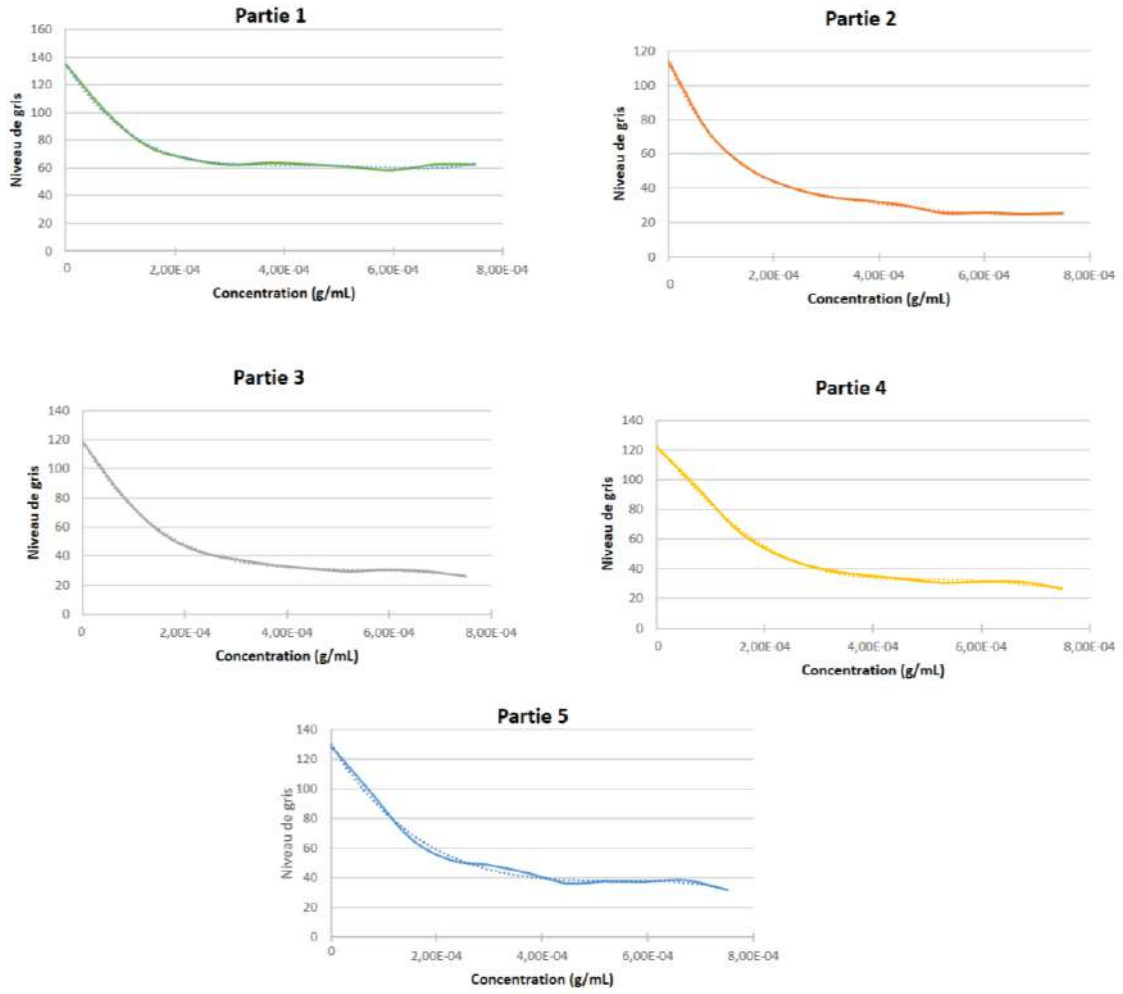 Partie 1
160
140
120
100
80
60
40
20
0
Niveau de gris
0
2,00E-04
4,00E-04
6,00E-04
8,00E-04
Concentration (g/mL)
Partie 2
120
100
80
60
40
20
0
Niveau de gris
0
2,00E-04
4,00E-04
6,00E-04
8,00E-04
Concentration (g/mL)
Partie 3
140
120
100
80
60
40
20
0
Niveau de gris
0
2,00E-04
4,00E-04
6,00E-04
8,00E-04
Concentration (g/mL)
Partie 4
140
120
100
80
60
40
20
0
Niveau de gris
0
2,00E-04
4,00E-04
6,00E-04
8,00E-04
Concentration (g/mL)
Partie 5
140
120
100
80
60
40
20
0
Niveau de gris
0
2,00E-04
4,00E-04
6,00E-04
8,00E-04
Concentration (g/mL)